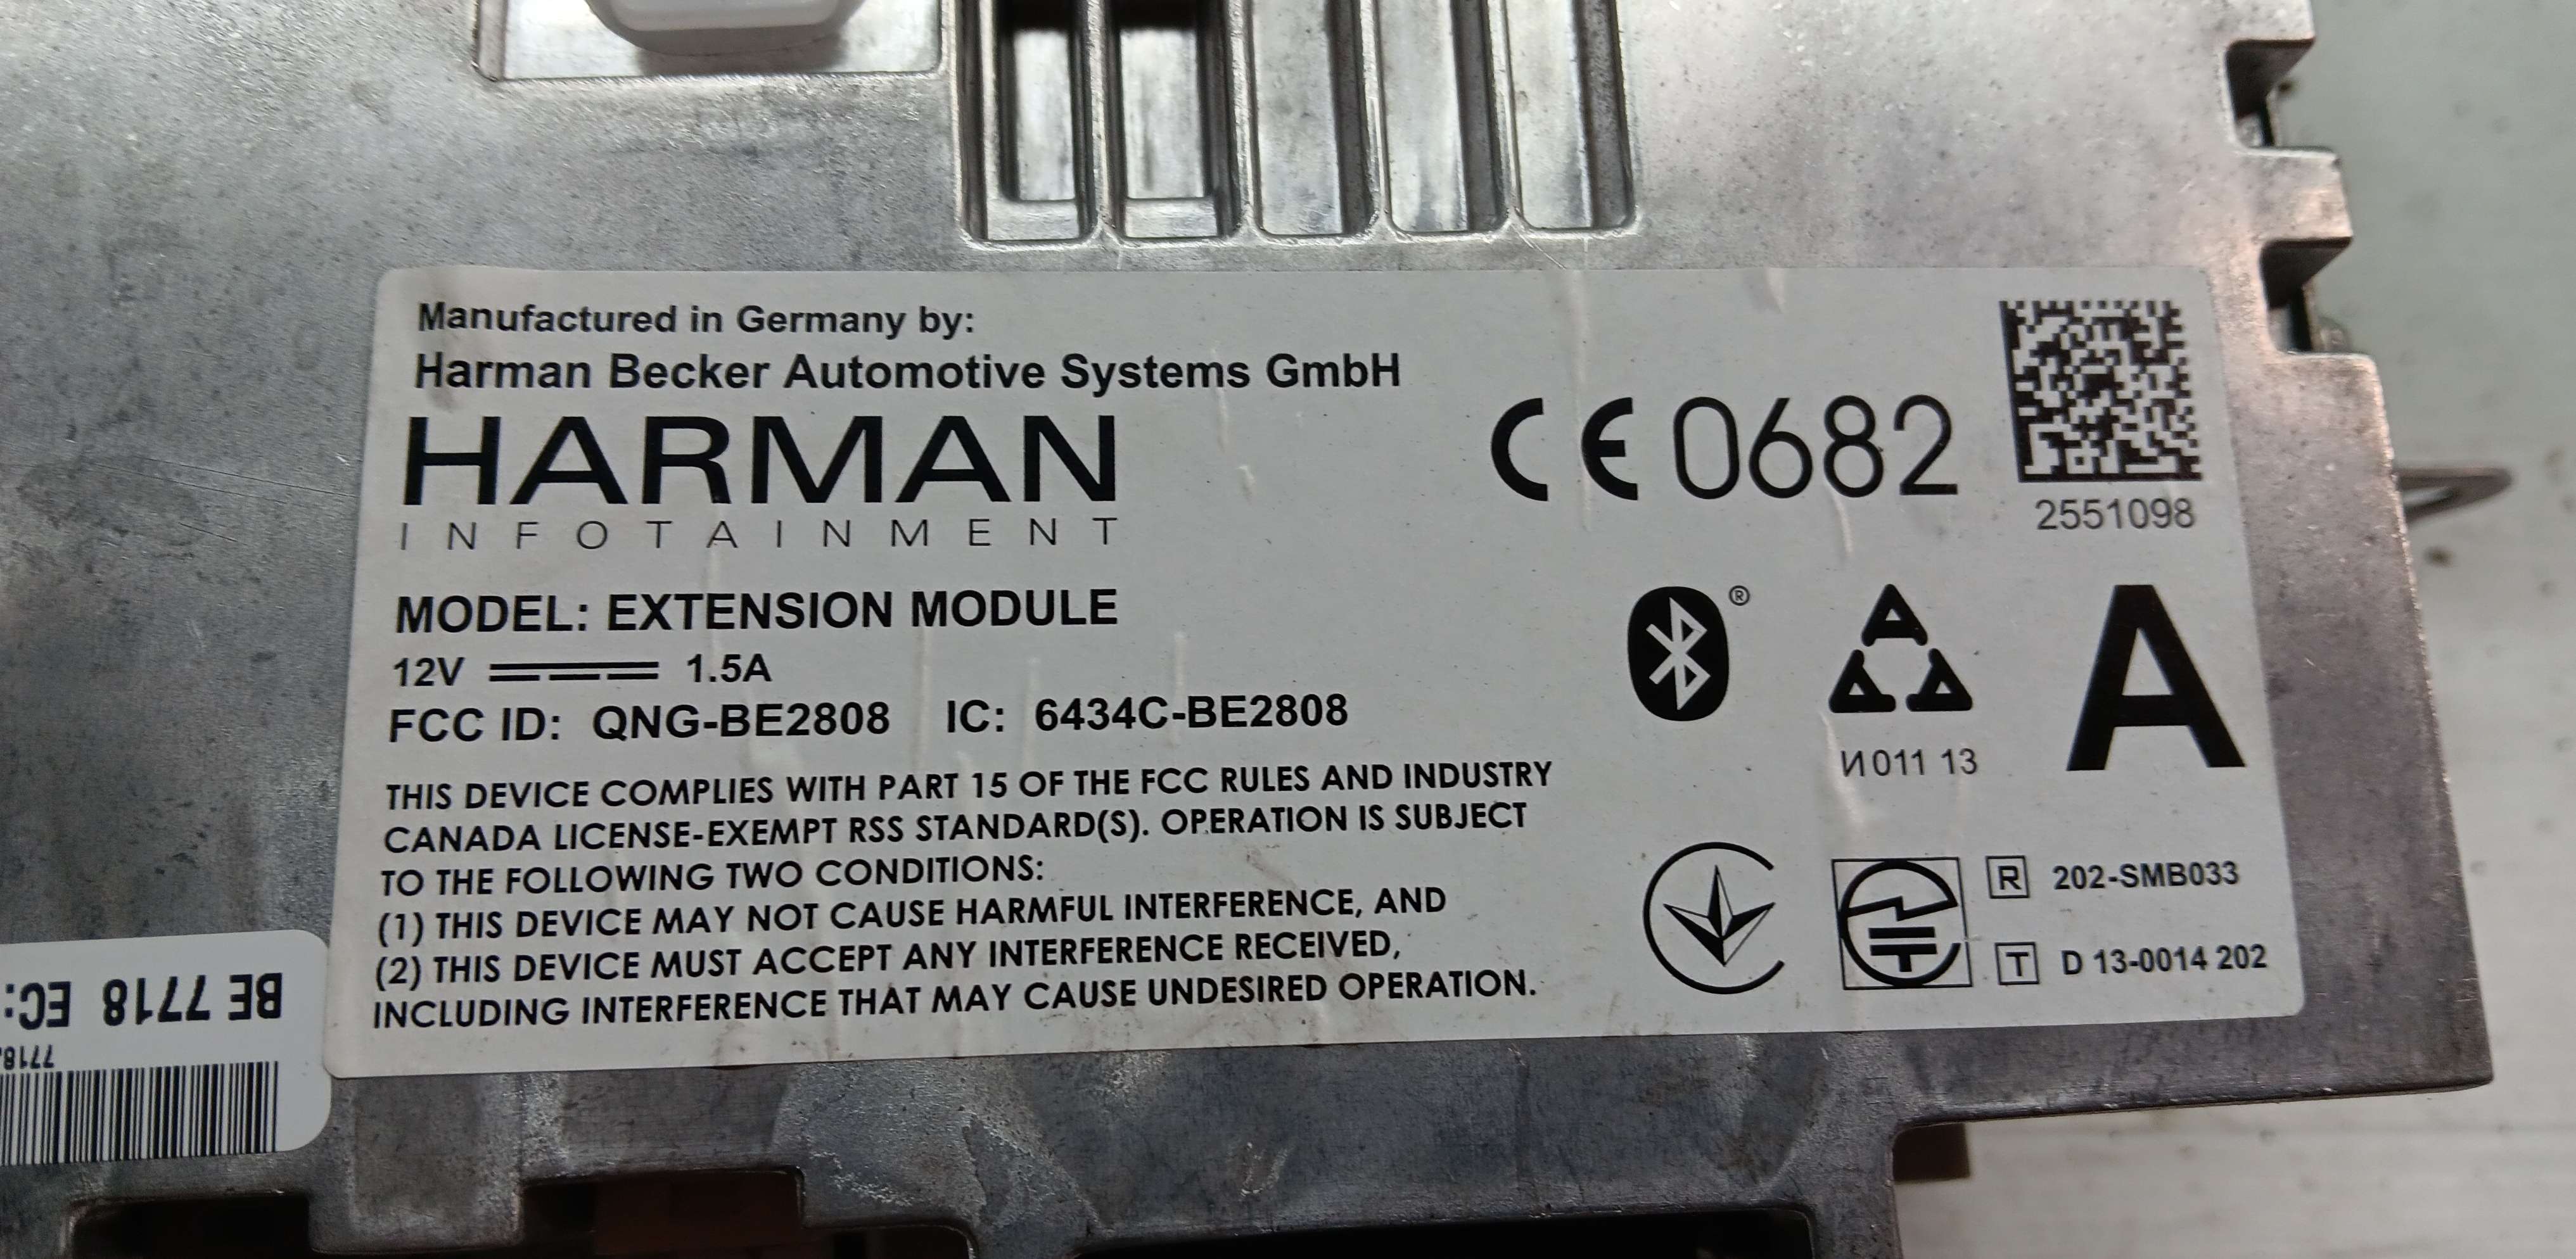 Manufactured in Germany by:
Harman Becker Automotive Systems GmbH
HARMAN
INFOTAINMENT
CE 0682
2551098
MODEL: EXTENSION MODULE
12V 1.5A
FCC ID: QNG-BE2808 IC: 6434C-BE2808
®
A
И011 13
THIS DEVICE COMPLIES WITH PART 15 OF THE FCC RULES AND INDUSTRY
CANADA LICENSE-EXEMPT RSS STANDARD(S). OPERATION IS SUBJECT
TO THE FOLLOWING TWO CONDITIONS:
(1) THIS DEVICE MAY NOT CAUSE HARMFUL INTERFERENCE, AND
(2) THIS DEVICE MUST ACCEPT ANY INTERFERENCE RECEIVED,
INCLUDING INTERFERENCE THAT MAY CAUSE UNDESIRED OPERATION.
R 202-SMB033
T D 13-0014 202
BE 7718 EC:
7718